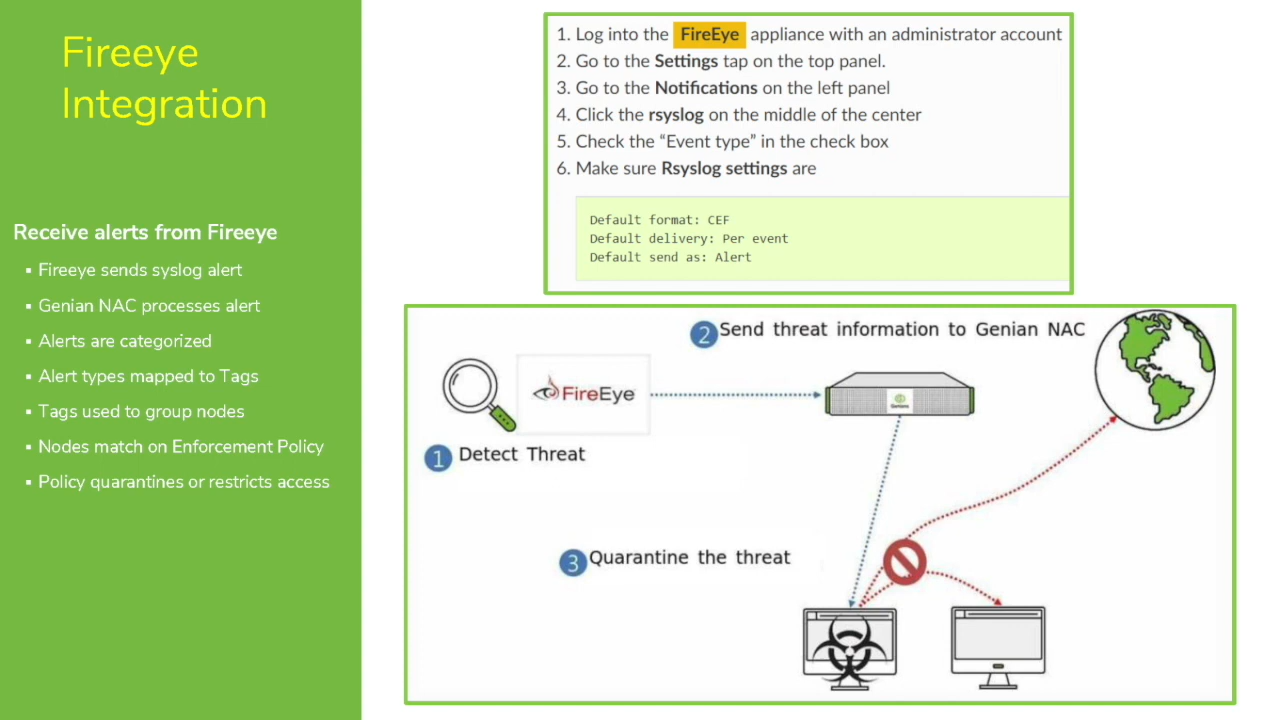 Fireeye
Integration
Receive alerts from Fireeye
▪ Fireeye sends syslog alert
▪ Genian NAC processes alert
▪ Alerts are categorized
▪ Alert types mapped to Tags
▪ Tags used to group nodes
▪ Nodes match on Enforcement Policy
▪ Policy quarantines or restricts access
1. Log into the FireEye appliance with an administrator account
2. Go to the Settings tap on the top panel.
3. Go to the Notifications on the left panel
4. Click the rsyslog on the middle of the center
5. Check the “Event type” in the check box
6. Make sure Rsyslog settings are
Default format: CEF
Default delivery: Per event
Default send as: Alert
2 Send threat information to Genian NAC
FireEye
Genians
1 Detect Threat
3 Quarantine the threat